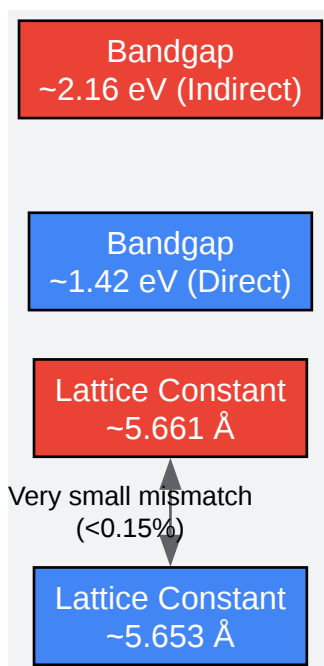 Bandgap
~2.16 eV (Indirect)
Bandgap
~1.42 eV (Direct)
Lattice Constant
~5.661 Å
Very small mismatch
(<0.15%)
Lattice Constant
~5.653 Å